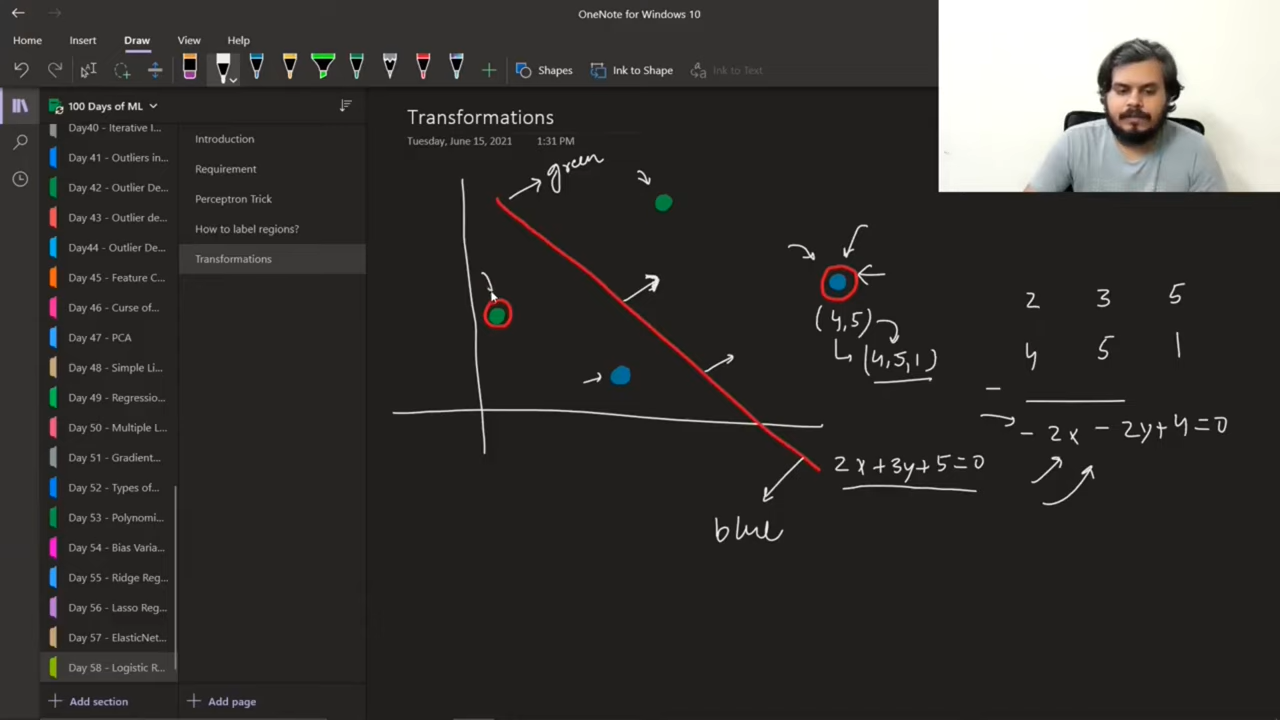 OneNote for Windows 10
Home Insert Draw View Help
Shapes Ink to Shape Ink to Text
100 Days of ML
Day40 - Iterative I...
Day 41 - Outliers in...
Day 42 - Outlier De...
Day 43 - Outlier de...
Day44 - Outlier De...
Day 45 - Feature C...
Day 46 - Curse of...
Day 47 - PCA
Day 48 - Simple Li...
Day 49 - Regressio...
Day 50 - Multiple L...
Day 51 - Gradient...
Day 52 - Types of...
Day 53 - Polynomi...
Day 54 - Bias Varia...
Day 55 - Ridge Reg...
Day 56 - Lasso Reg...
Day 57 - ElasticNet...
Day 58 - Logistic R...
Add section
Introduction
Requirement
Perceptron Trick
How to label regions?
Transformations
Add page
Transformations
Tuesday, June 15, 2021 1:31 PM
green
(4,5)
(4,5,1)
2x+3y+5=0
blue
2 3 5
4 5 1
-
- 2x - 2y+4=0